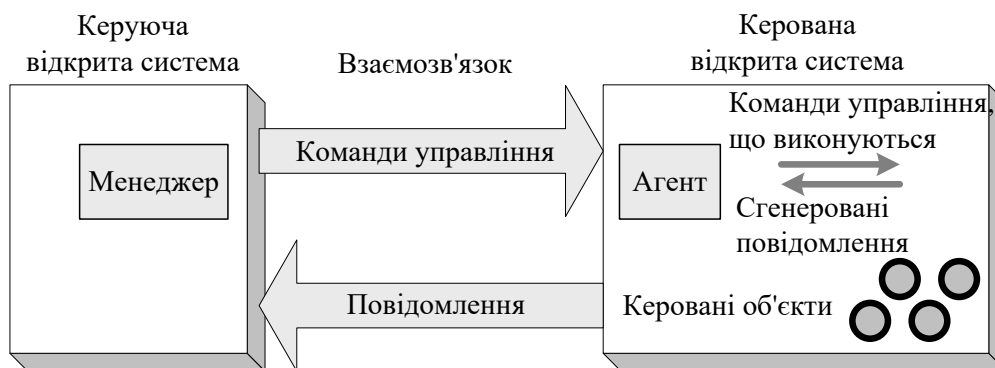 Керуюча
відкрита система
Взаємозв'язок
Керована
відкрита система
Менеджер
Команди управління
Агент
Команди управління,
що виконуються
Сгенеровані
повідомлення
Повідомлення
Керовані об'єкти